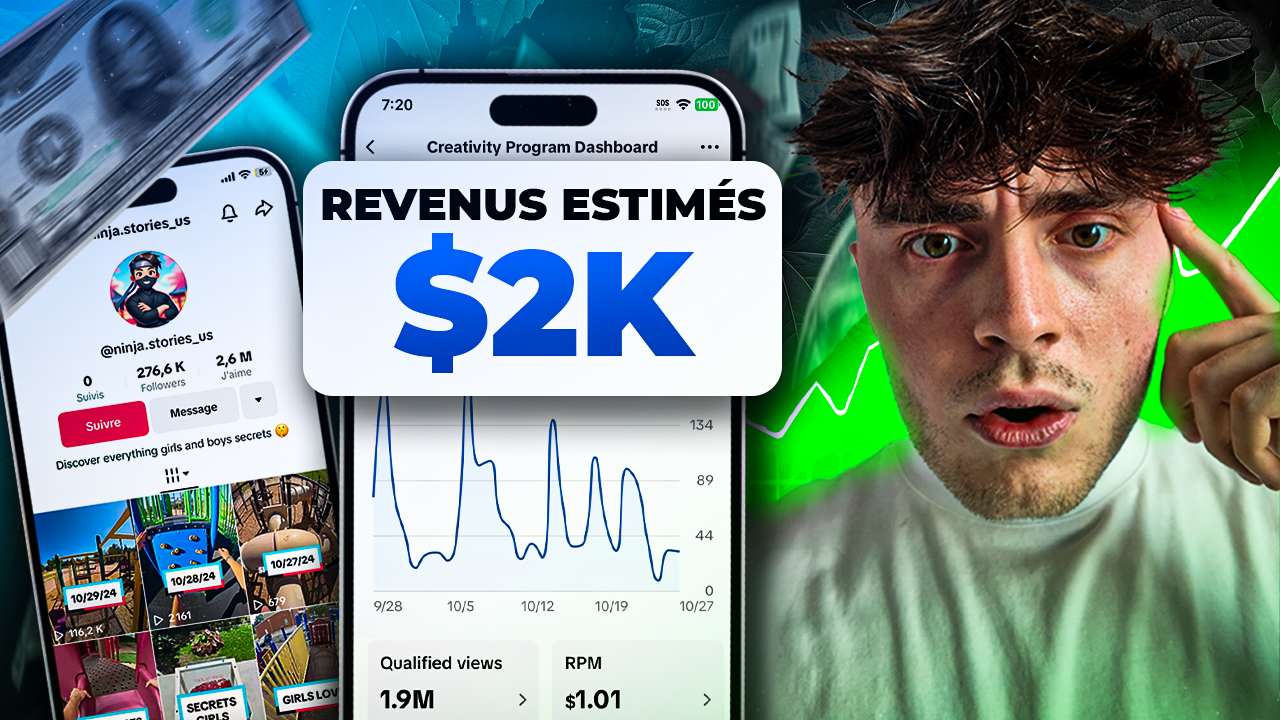 ninja.stories_us
@ninja.stories_us
0
Suivis
276,6 K
Followers
2,6 M
J'aime
Suivre
Message
Discover everything girls and boys secrets
10/29/24
116,2 K
10/28/24
2161
10/27/24
679
SECRETS
GIRLS
7:20
SOS
100
Creativity Program Dashboard
REVENUS ESTIMÉS
$2K
134
89
44
0
9/28
10/5
10/12
10/19
10/27
Qualified views
1.9M
RPM
$1.01